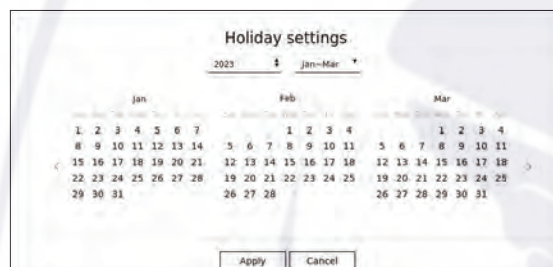 Holiday settings
2023 Jan~Mar
Jan Feb Mar
1 2 3 4 5 6 7 1 2 3 4 1 2 3 4
8 9 10 11 12 13 14 5 6 7 8 9 10 11 5 6 7 8 9 10 11
15 16 17 18 19 20 21 12 13 14 15 16 17 18 12 13 14 15 16 17 18
22 23 24 25 26 27 28 19 20 21 22 23 24 25 19 20 21 22 23 24 25
29 30 31 26 27 28 26 27 28 29 30 31
Apply Cancel